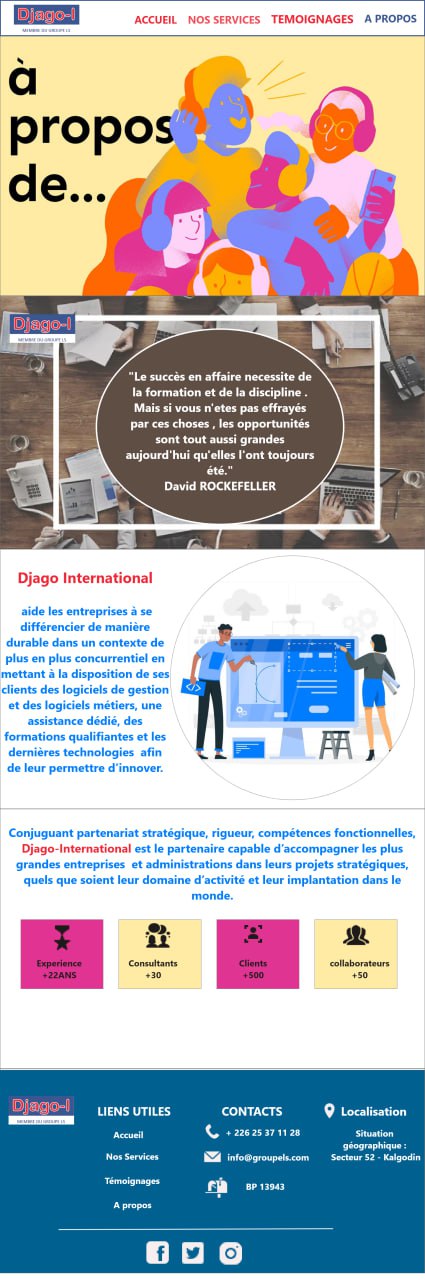 Djago-I
MEMBRE DU GROUPE LS
ACCUEIL
NOS SERVICES
TEMOIGNAGES
A PROPOS
à
propos
de...
Djago-I
MEMBRE DU GROUPE LS
"Le succès en affaire necessite de
la formation et de la discipline .
Mais si vous n'etes pas effrayés
par ces choses , les opportunités
sont tout aussi grandes
aujourd'hui qu'elles l'ont toujours
été."
David ROCKEFELLER
Djago International
aide les entreprises à se
différencier de manière
durable dans un contexte de
plus en plus concurrentiel en
mettant à la disposition de ses
clients des logiciels de gestion
et des logiciels métiers, une
assistance dédié, des
formations qualifiantes et les
dernières technologies afin
de leur permettre d'innover.
Conjuguant partenariat stratégique, rigueur, compétences fonctionnelles,
Djago-International est le partenaire capable d'accompagner les plus
grandes entreprises et administrations dans leurs projets stratégiques,
quels que soient leur domaine d'activité et leur implantation dans le
monde.
Experience
+22ANS
Consultants
+30
Clients
+500
collaborateurs
+50
Djago-I
MEMBRE DU GROUPE LS
LIENS UTILES
Accueil
Nos Services
Témoignages
A propos
CONTACTS
+ 226 25 37 11 28
info@groupels.com
BP 13943
Localisation
Situation
géographique :
Secteur 52 - Kalgodin